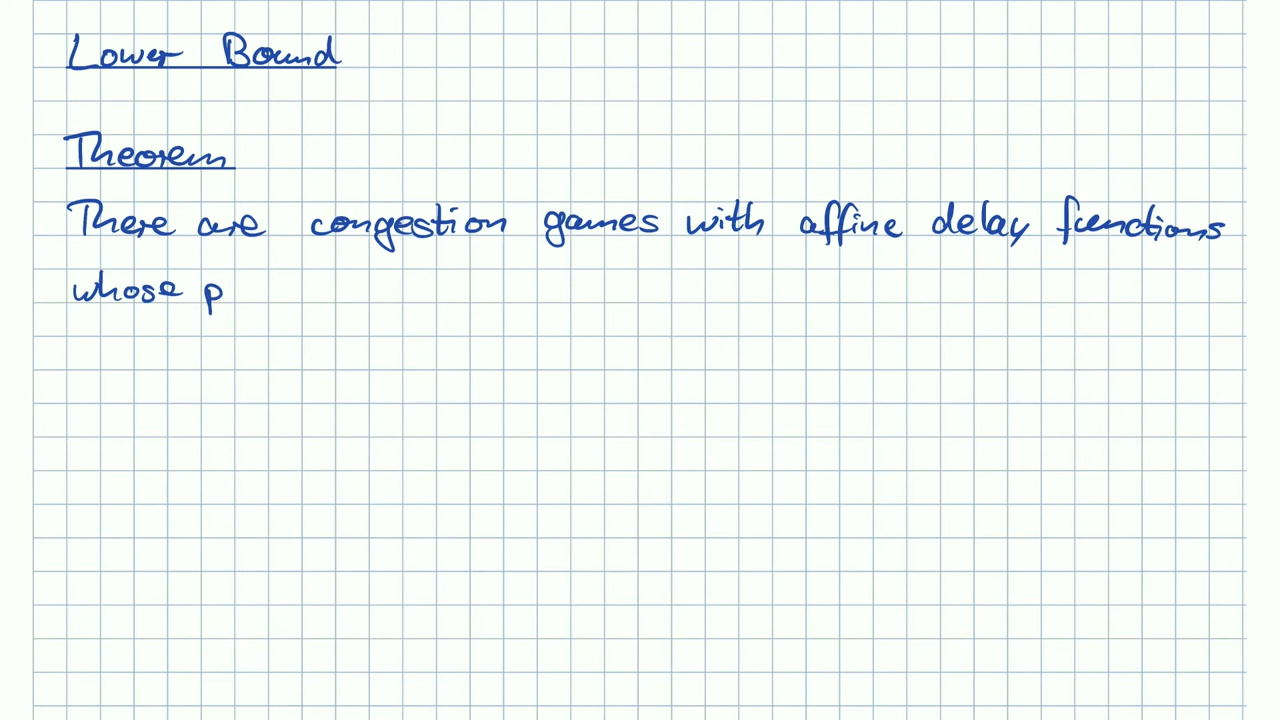 Lower Bound
Theorem
There are congestion games with affine delay functions
whose p